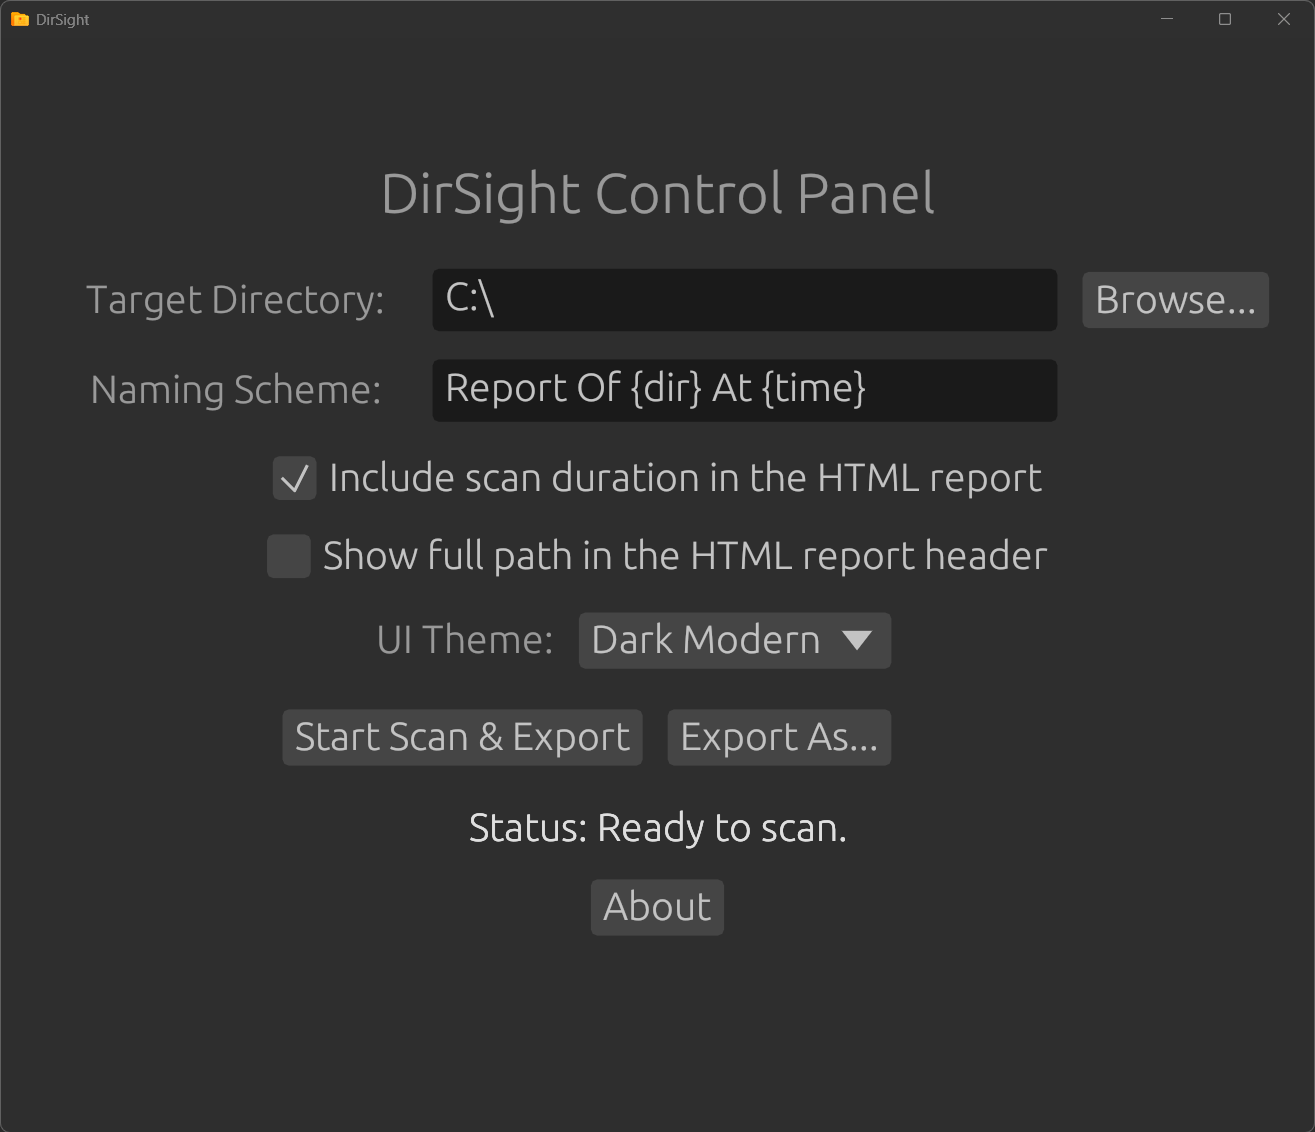 DirSight
DirSight Control Panel
Target Directory: C:\ Browse...
Naming Scheme: Report Of {dir} At {time}
Include scan duration in the HTML report
Show full path in the HTML report header
UI Theme: Dark Modern
Start Scan & Export Export As...
Status: Ready to scan.
About